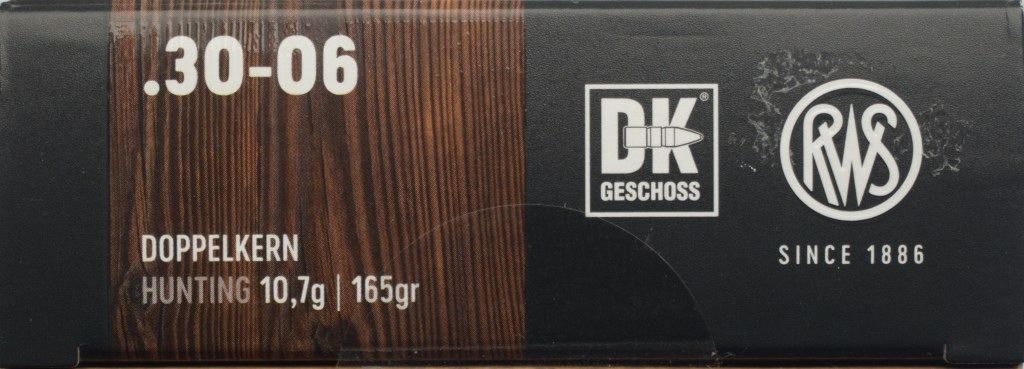 .30-06
DOPPELKERN
HUNTING 10,7g | 165gr
DK®
GESCHOSS
RWS
SINCE 1886